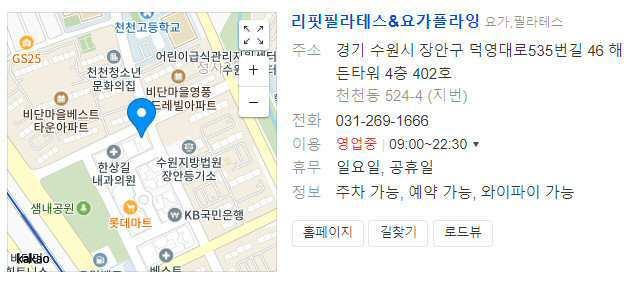 천천고등학교
GS25
어린이급식관리지원센터
수원
천천청소년
문화의집
비단마을영풍
드레빌아파트
비단마을베스트
타운아파트
한상길
내과의원
수원지방법원
장안등기소
샘내공원
롯데마트
KB국민은행
베스트
kakao
+
−
리핏필라테스&요가플라잉 요가,필라테스
주소 경기 수원시 장안구 덕영대로535번길 46 해
든타워 4층 402호
천천동 524-4 (지번)
전화 031-269-1666
이용 영업중 | 09:00~22:30 ▼
휴무 일요일, 공휴일
정보 주차 가능, 예약 가능, 와이파이 가능
홈페이지 길찾기 로드뷰